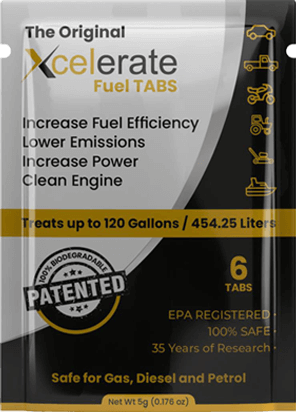 The Original
Xcelerate
Fuel TABS
Increase Fuel Efficiency
Lower Emissions
Increase Power
Clean Engine
Treats up to 120 Gallons / 454.25 Liters
100% BIODEGRADABLE
PATENTED
6
TABS
EPA REGISTERED •
100% SAFE •
35 Years of Research •
Safe for Gas, Diesel and Petrol
Net Wt 5g (0.176 oz)